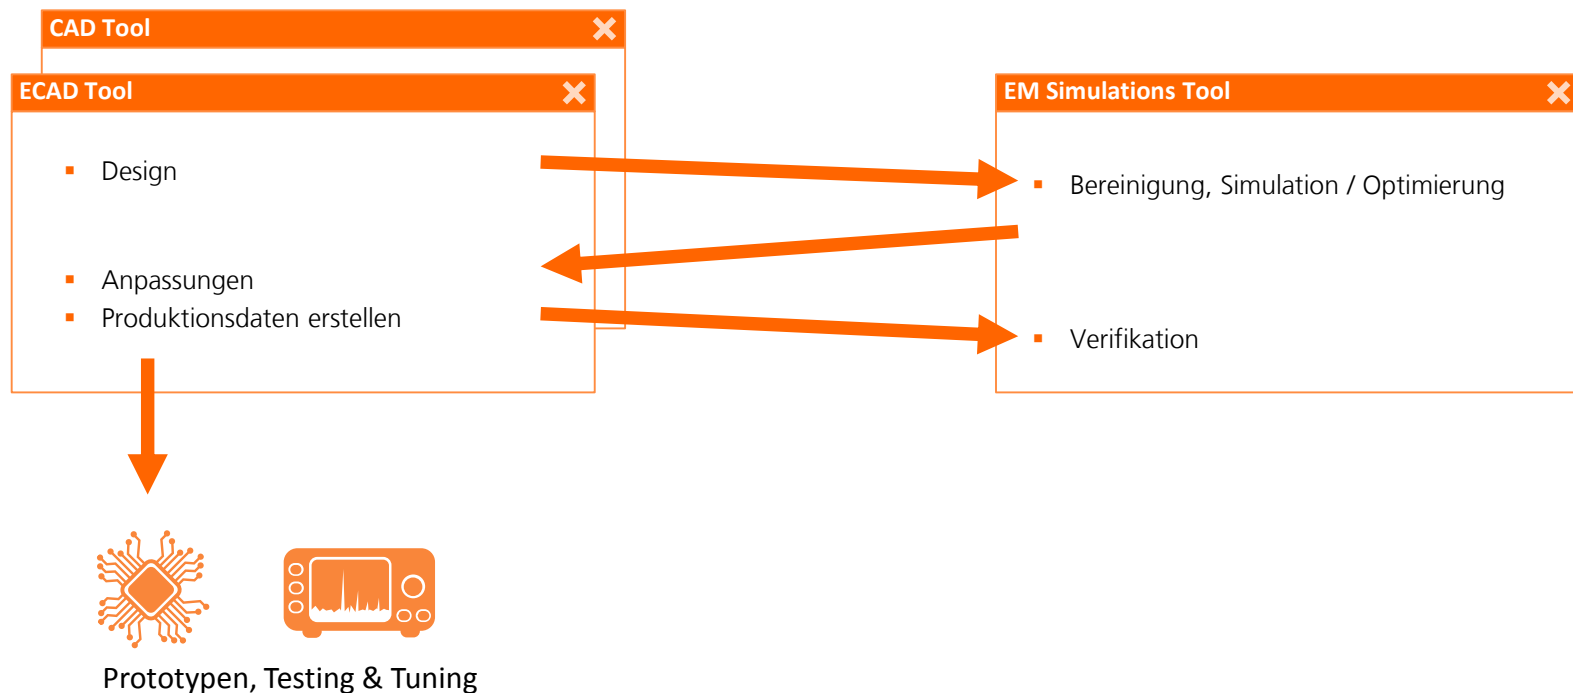 CAD Tool
ECAD Tool
Design
Anpassungen
Produktionsdaten erstellen
EM Simulations Tool
Bereinigung, Simulation / Optimierung
Verifikation
Prototypen, Testing & Tuning